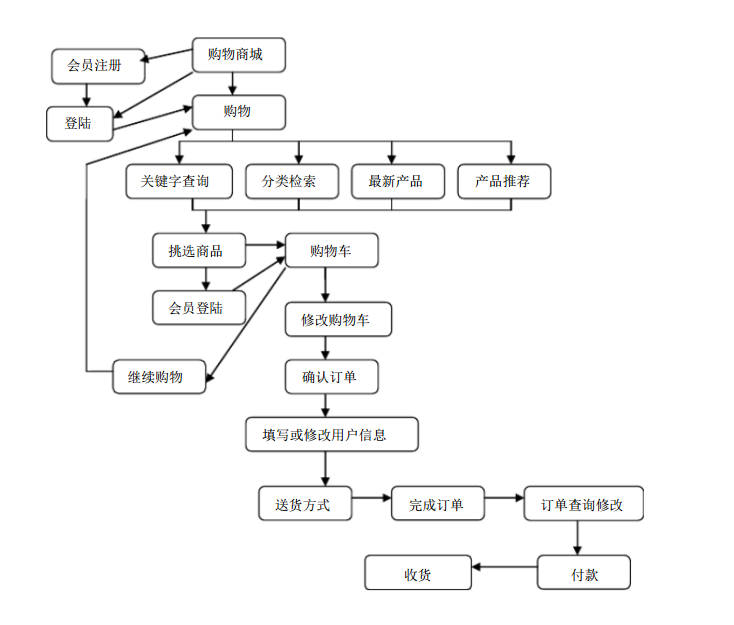 购物商城
会员注册
购物
登陆
关键字查询
分类检索
最新产品
产品推荐
挑选商品
购物车
会员登陆
修改购物车
继续购物
确认订单
填写或修改用户信息
送货方式
完成订单
订单查询修改
收货
付款